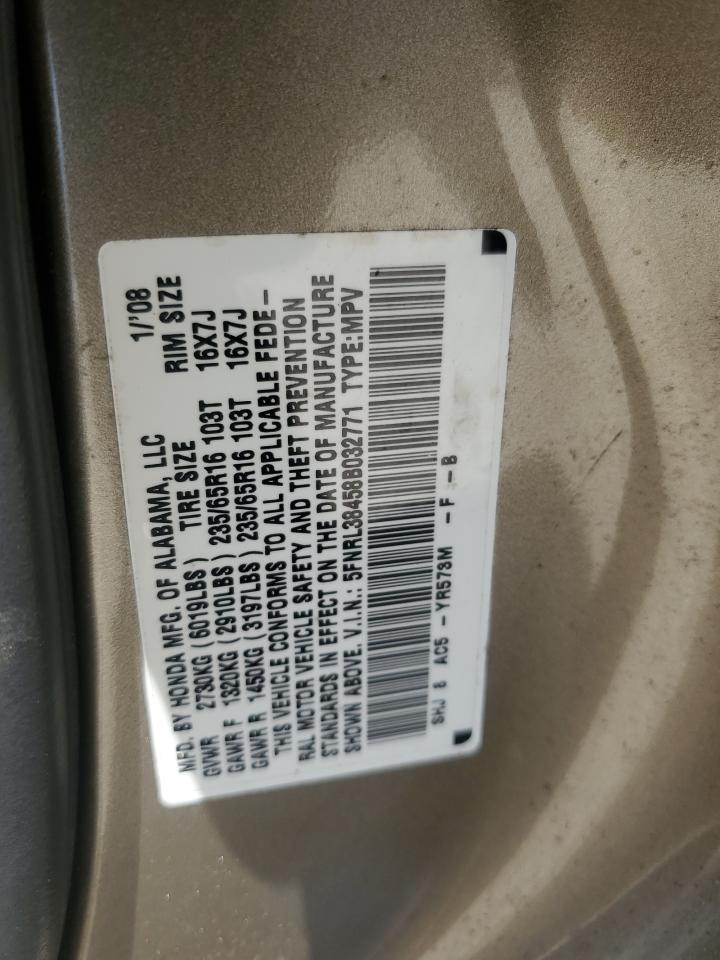 MFD. BY HONDA MFG. OF ALABAMA, LLC 1/'08
GVWR 2730KG (6019LBS) TIRE SIZE RIM SIZE
GAWR F 1320KG (2910LBS) 235/65R16 103T 16X7J
GAWR R 1450KG (3197LBS) 235/65R16 103T 16X7J
THIS VEHICLE CONFORMS TO ALL APPLICABLE FEDE-
RAL MOTOR VEHICLE SAFETY AND THEFT PREVENTION
STANDARDS IN EFFECT ON THE DATE OF MANUFACTURE
SHOWN ABOVE. V.I.N.: 5FNRL38458B032771 TYPE:MPV
SHJ 8 AC5 -YR573M -F -B